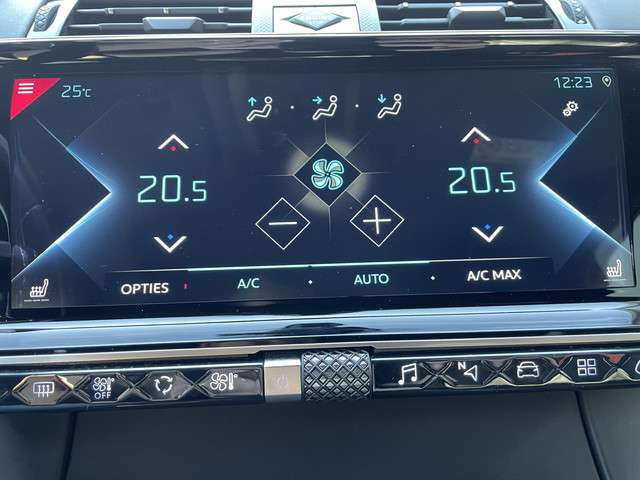 25°C
12:23
20.5
20.5
OPTIES
A/C
AUTO
A/C MAX
OFF
N